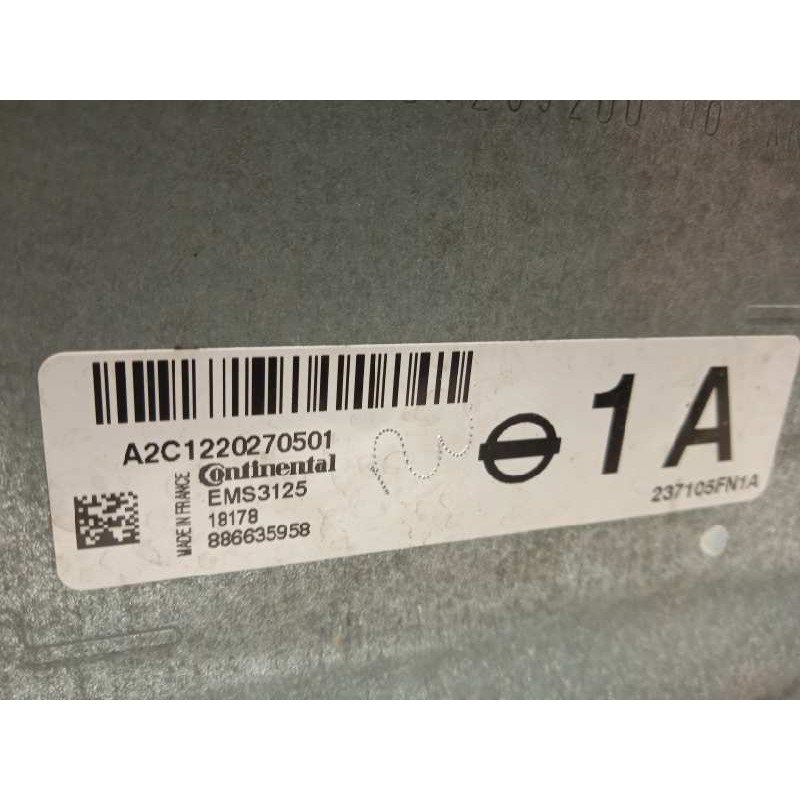 A2C1220270501
Continental
EMS3125
18178
886635958
MADE IN FRANCE
1A
237105FN1A